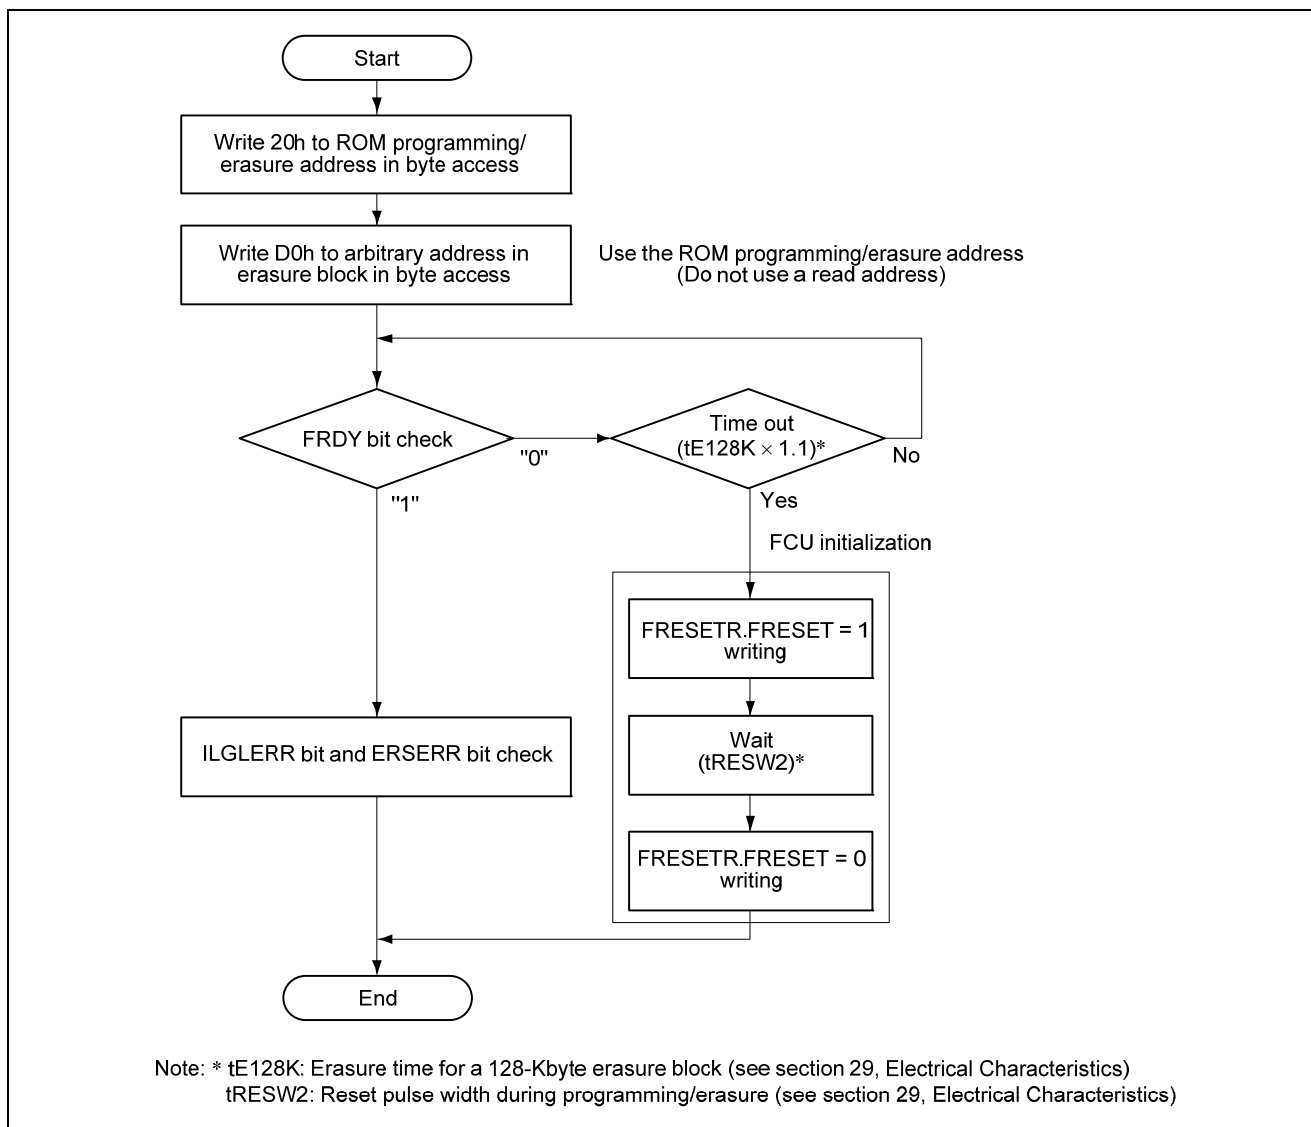 Start
Write 20h to ROM programming/
erasure address in byte access
Write D0h to arbitrary address in
erasure block in byte access
Use the ROM programming/erasure address
(Do not use a read address)
FRDY bit check
"0"
"1"
Time out
(tE128K × 1.1)*
No
Yes
FCU initialization
FRESETR.FRESET = 1
writing
Wait
(tRESW2)*
FRESETR.FRESET = 0
writing
ILGLERR bit and ERSERR bit check
End
Note: * tE128K: Erasure time for a 128-Kbyte erasure block (see section 29, Electrical Characteristics)
tRESW2: Reset pulse width during programming/erasure (see section 29, Electrical Characteristics)